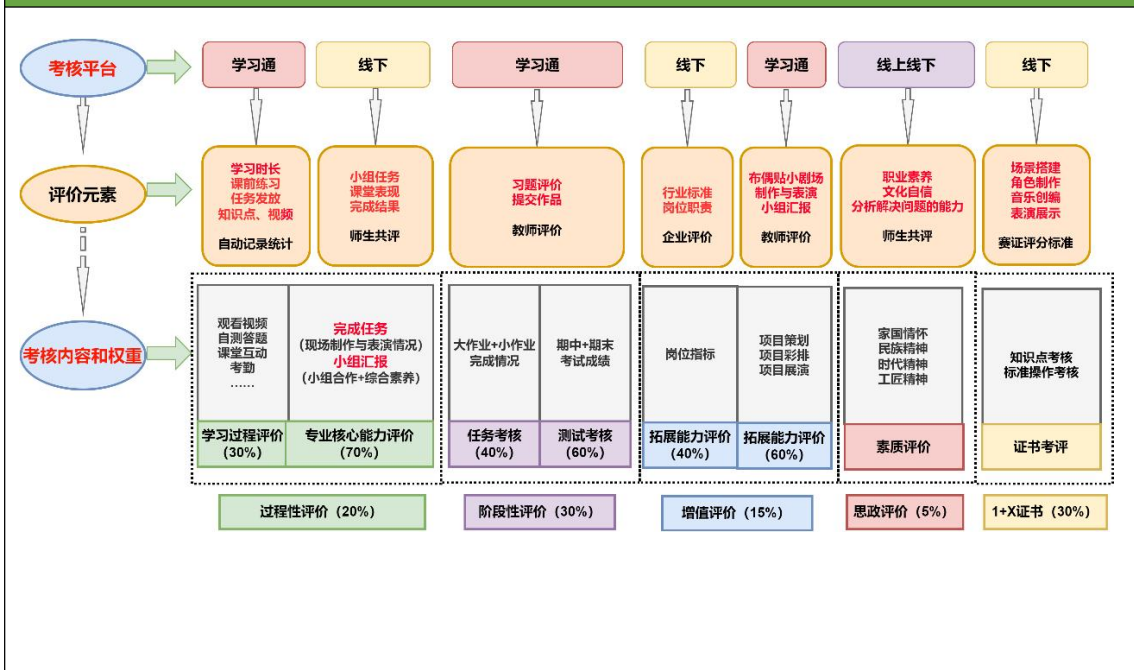 考核平台
学习通
线下
学习通
线下
学习通
线上线下
线下
评价元素
学习时长
课前练习
任务发放
知识点、视频
自动记录统计
小组任务
课堂表现
完成结果
师生共评
习题评价
提交作品
教师评价
行业标准
岗位职责
企业评价
布偶贴小剧场
制作与表演
小组汇报
教师评价
职业素养
文化自信
分析解决问题的能力
师生共评
场景搭建
角色制作
音乐创编
表演展示
赛证评分标准
考核内容和权重
观看视频
自测答题
课堂互动
考勤
……
完成任务
(现场制作与表演情况)
小组汇报
(小组合作+综合素养)
大作业+小作业
完成情况
期中+期末
考试成绩
岗位指标
项目策划
项目彩排
项目展演
家国情怀
民族精神
时代精神
工匠精神
知识点考核
标准操作考核
学习过程评价
(30%)
专业核心能力评价
(70%)
任务考核
(40%)
测试考核
(60%)
拓展能力评价
(40%)
拓展能力评价
(60%)
素质评价
证书考评
过程性评价（20%）
阶段性评价（30%）
增值评价（15%）
思政评价（5%）
1+X证书（30%）